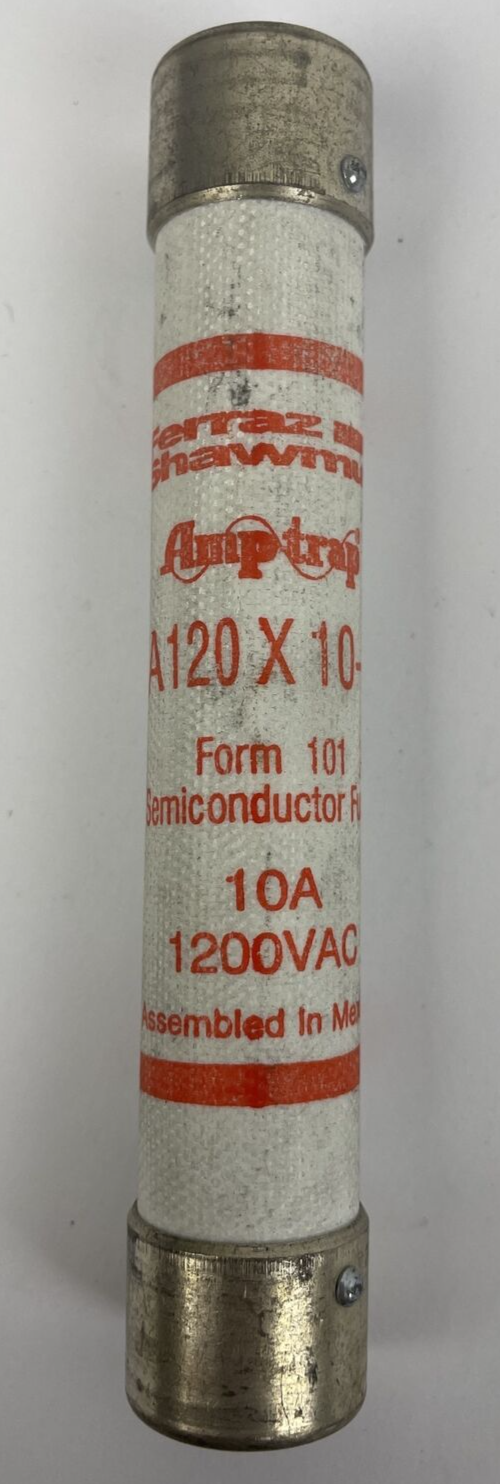 Ferraz
Shawmu
Amp-trap
A120 X 10-
Form 101
Semiconductor Fu
10A
1200VAC
Assembled In Mex